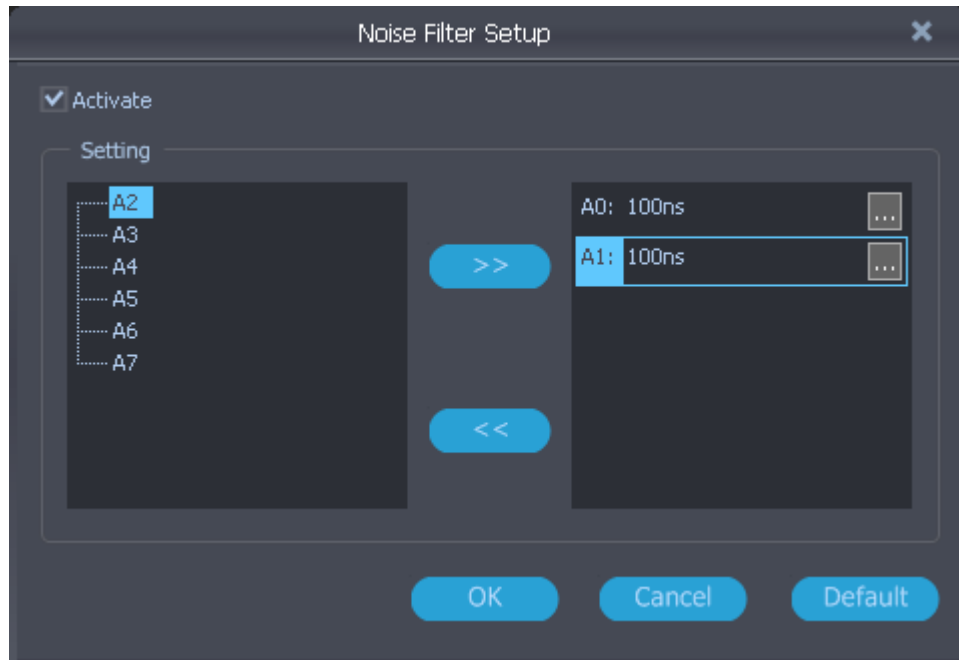 Noise Filter Setup
Activate
Setting
A2
A3
A4
A5
A6
A7
>>
<<
A0: 100ns ...
A1: 100ns ...
OK Cancel Default